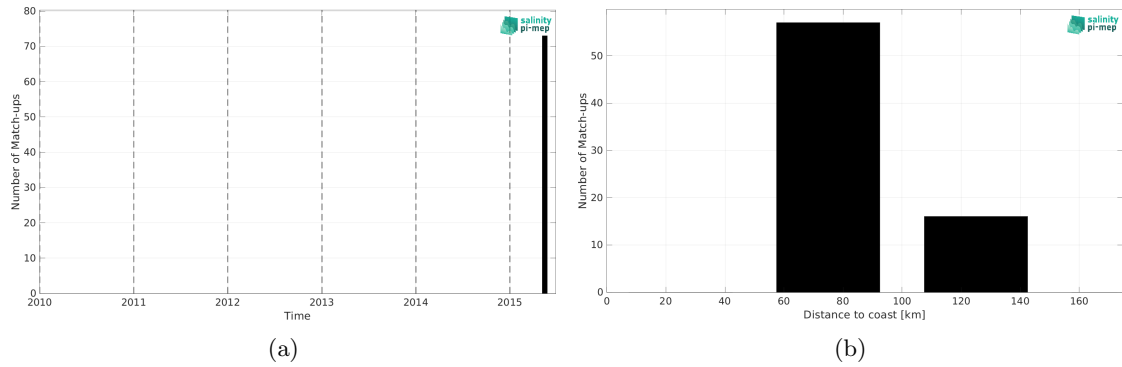 80
70
60
50
40
30
20
10
0
Number of Match-ups
2010 2011 2012 2013 2014 2015
Time
salinity
pi-mep
(a)
50
40
30
20
10
0
Number of Match-ups
0 20 40 60 80 100 120 140 160
Distance to coast [km]
salinity
pi-mep
(b)